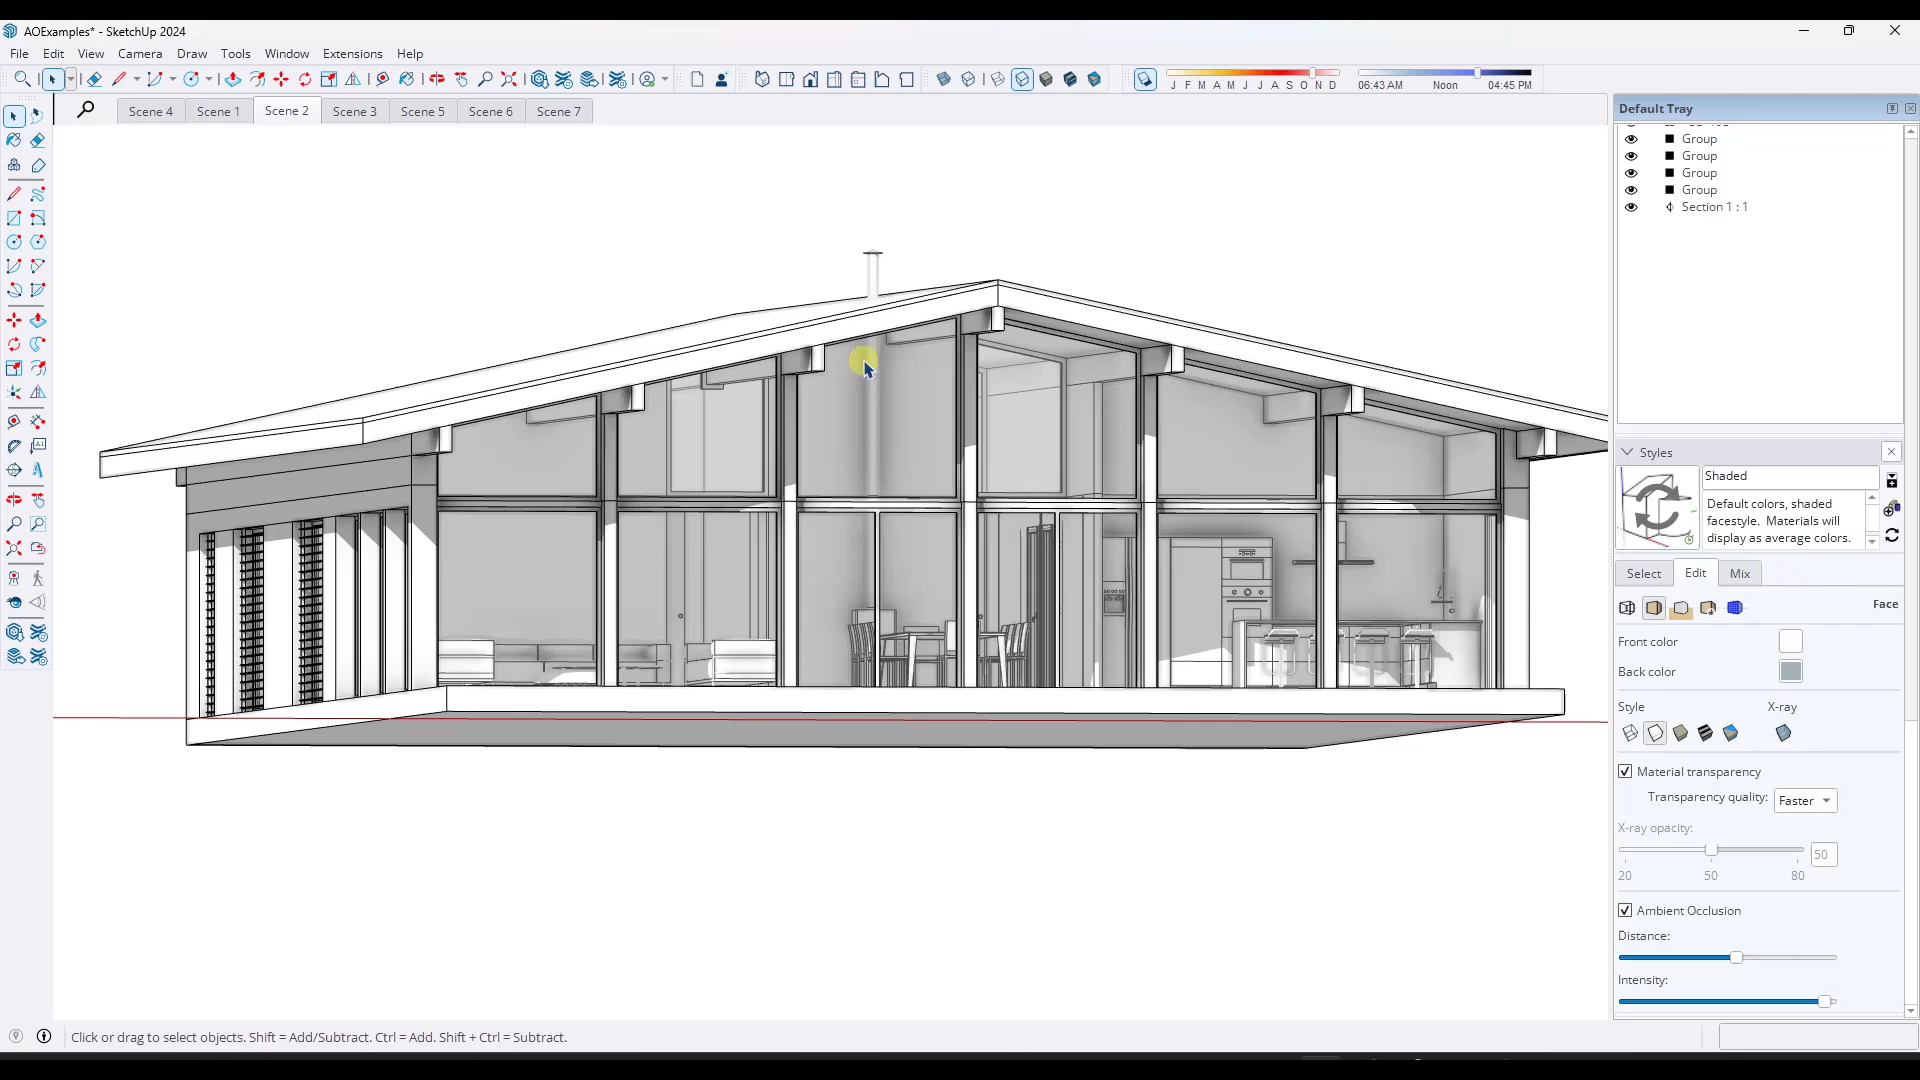 AOExamples* - SketchUp 2024
File Edit View Camera Draw Tools Window Extensions Help
J F M A M J J A S O N D
06:43 AM Noon 04:45 PM
Scene 4 Scene 1 Scene 2 Scene 3 Scene 5 Scene 6 Scene 7
Default Tray
Group
Group
Group
Group
Section 1 : 1
Styles
Shaded
Default colors, shaded
facestyle. Materials will
display as average colors.
Select Edit Mix
Face
Front color
Back color
Style X-ray
Material transparency
Transparency quality: Faster
X-ray opacity:
50
20 50 80
Ambient Occlusion
Distance:
Intensity:
Click or drag to select objects. Shift = Add/Subtract. Ctrl = Add. Shift + Ctrl = Subtract.